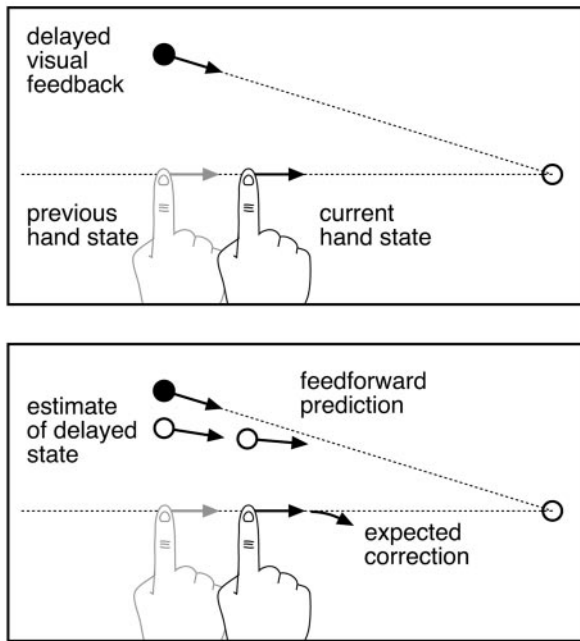 delayed
visual
feedback
previous
hand state
current
hand state
estimate
of delayed
state
feedforward
prediction
expected
correction